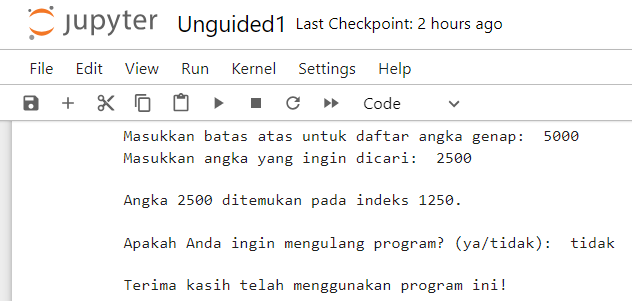 jupyter Unguided1 Last Checkpoint: 2 hours ago
File Edit View Run Kernel Settings Help
Code
Masukkan batas atas untuk daftar angka genap: 5000
Masukkan angka yang ingin dicari: 2500
Angka 2500 ditemukan pada indeks 1250.
Apakah Anda ingin mengulang program? (ya/tidak): tidak
Terima kasih telah menggunakan program ini!